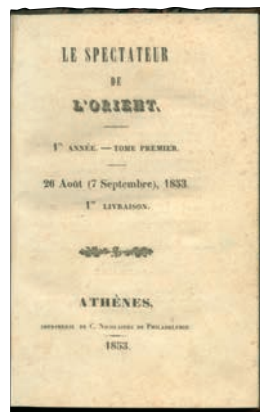 LE SPECTATEUR
DE
L'ORIENT.
1re ANNÉE. — TOME PREMIER.
26 Août (7 Septembre), 1853.
1re LIVRAISON.
ATHÈNES,
IMPRIMERIE DE C. NICOLAIDES DE PHILADELPHIE
1853.